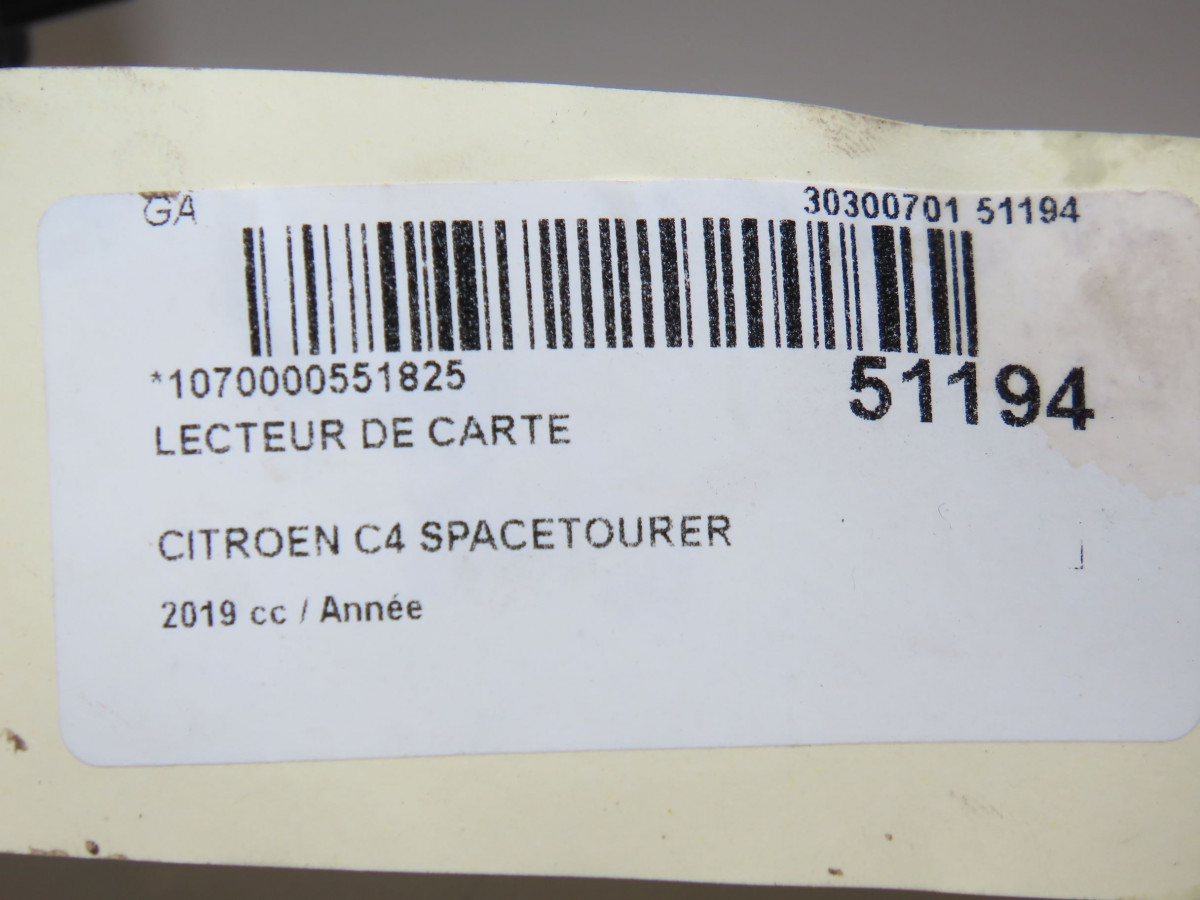 GA
30300701 51194
*1070000551825
51194
LECTEUR DE CARTE
CITROEN C4 SPACETOURER
2019 cc / Année